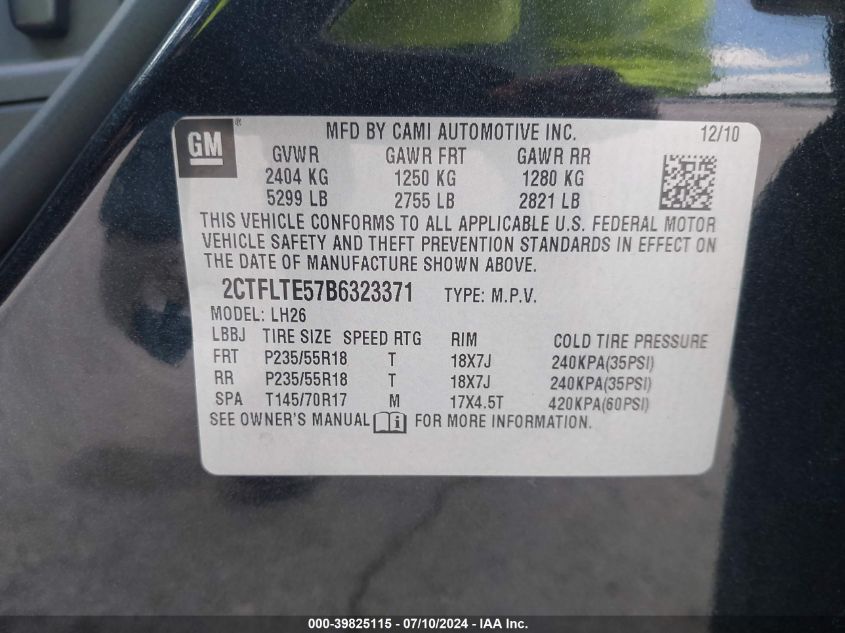 GM ®
MFD BY CAMI AUTOMOTIVE INC. 12/10
GVWR GAWR FRT GAWR RR
2404 KG 1250 KG 1280 KG
5299 LB 2755 LB 2821 LB
THIS VEHICLE CONFORMS TO ALL APPLICABLE U.S. FEDERAL MOTOR
VEHICLE SAFETY AND THEFT PREVENTION STANDARDS IN EFFECT ON
THE DATE OF MANUFACTURE SHOWN ABOVE.
2CTFLTE57B6323371 TYPE: M.P.V.
MODEL: LH26
LBBJ TIRE SIZE SPEED RTG RIM COLD TIRE PRESSURE
FRT P235/55R18 T 18X7J 240KPA(35PSI)
RR P235/55R18 T 18X7J 240KPA(35PSI)
SPA T145/70R17 M 17X4.5T 420KPA(60PSI)
SEE OWNER'S MANUAL i FOR MORE INFORMATION.
000-39825115 - 07/10/2024 - IAA Inc.